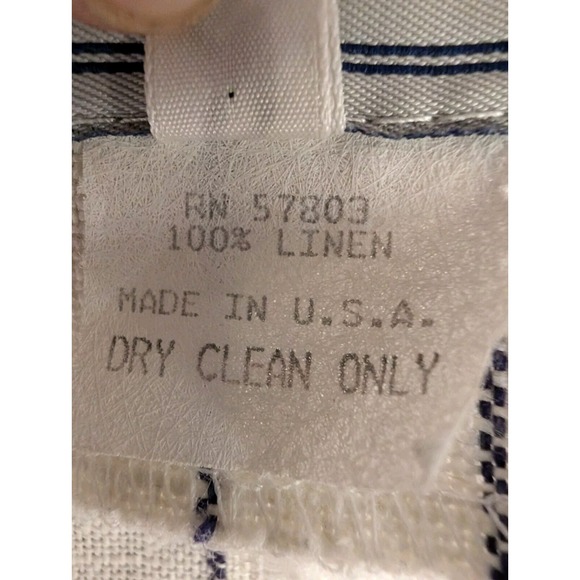 RN 57803
100% LINEN
MADE IN U.S.A.
DRY CLEAN ONLY